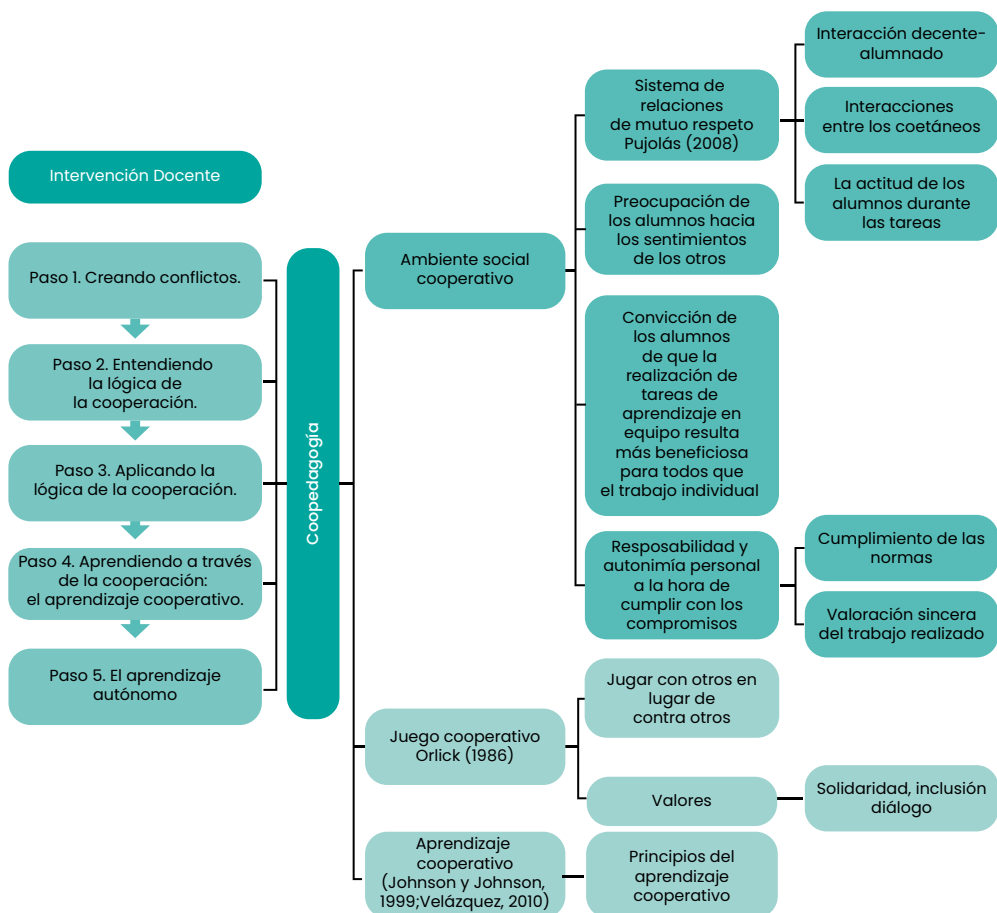 Intervención Docente
Paso 1. Creando conflictos.
Paso 2. Entendiendo
la lógica de
la cooperación.
Paso 3. Aplicando la
lógica de la cooperación.
Paso 4. Aprendiendo a través
de la cooperación:
el aprendizaje cooperativo.
Paso 5. El aprendizaje
autónomo
Coopedagogía
Ambiente social
cooperativo
Sistema de
relaciones
de mutuo respeto
Pujolás (2008)
Interacción decente-
alumnado
Interacciones
entre los coetáneos
La actitud de los
alumnos durante
las tareas
Preocupación de
los alumnos hacia
los sentimientos
de los otros
Convicción de
los alumnos
de que la
realización de
tareas de
aprendizaje en
equipo resulta
más beneficiosa
para todos que
el trabajo individual
Resposabilidad y
autonimía personal
a la hora de
cumplir con los
compromisos
Cumplimiento de las
normas
Valoración sincera
del trabajo realizado
Juego cooperativo
Orlick (1986)
Jugar con otros en
lugar de
contra otros
Valores
Solidaridad, inclusión
diálogo
Aprendizaje
cooperativo
(Johnson y Johnson,
1999;Velázquez, 2010)
Principios del
aprendizaje
cooperativo